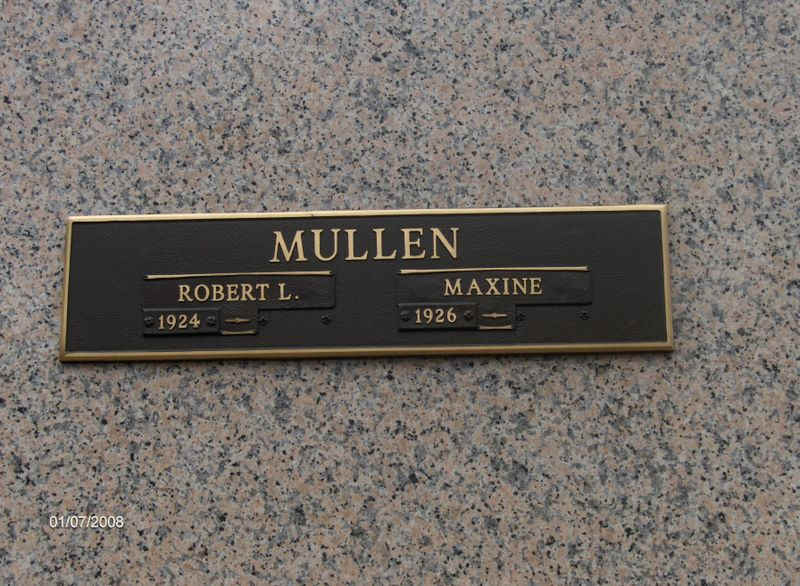 MULLEN
ROBERT L.
MAXINE
1924 -
1926 -
01/07/2008